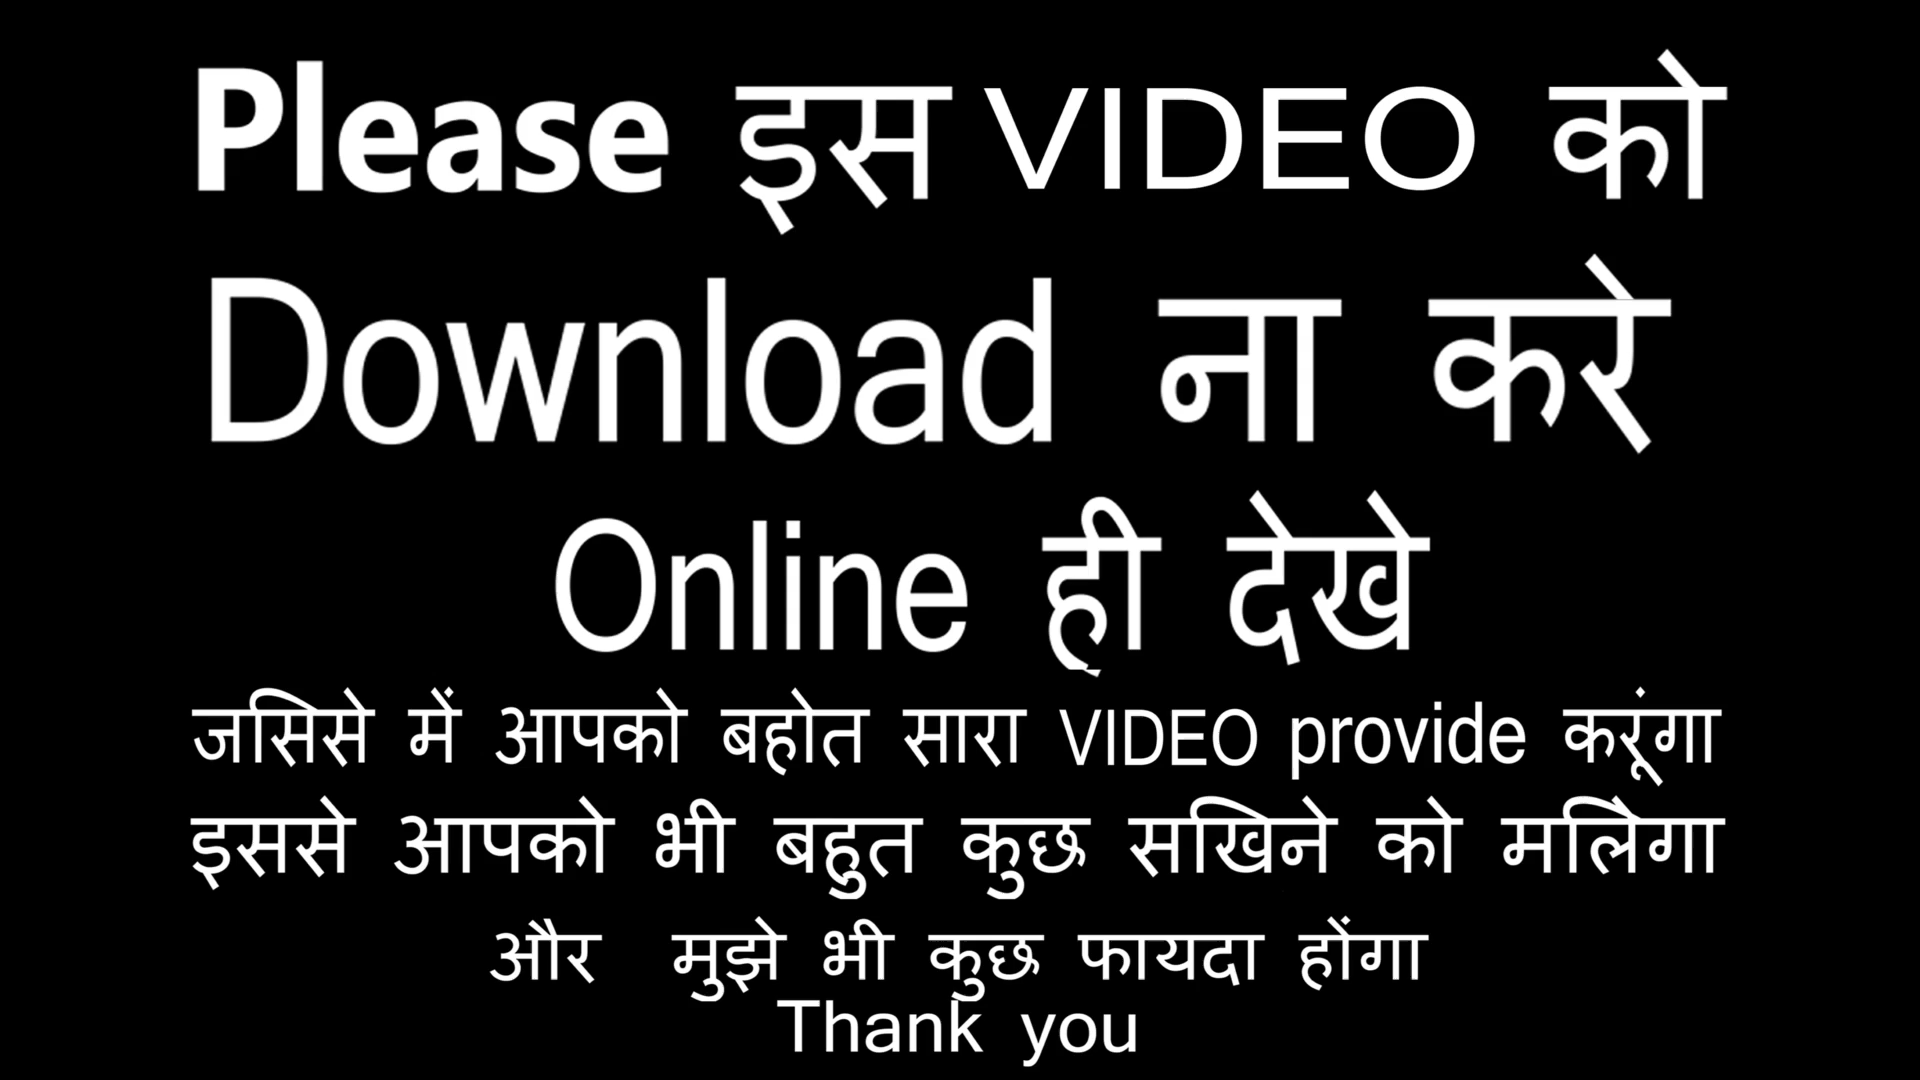 Please इस VIDEO को
Download ना करे
Online ही देखे
जसिसे में आपको बहोत सारा VIDEO provide करूंगा
इससे आपको भी बहुत कुछ सखिने को मलिेगा
और मुझे भी कुछ फायदा होंगा
Thank you